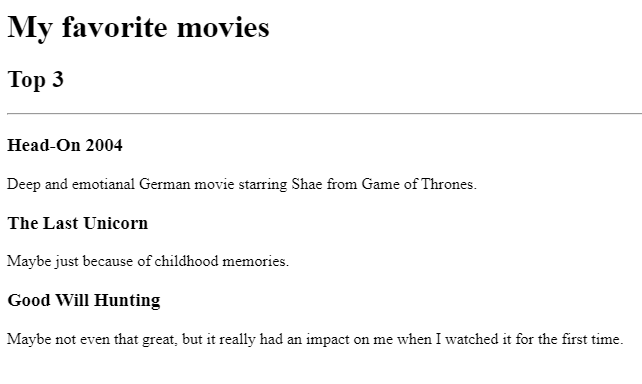 My favorite movies
Top 3
Head-On 2004
Deep and emotianal German movie starring Shae from Game of Thrones.
The Last Unicorn
Maybe just because of childhood memories.
Good Will Hunting
Maybe not even that great, but it really had an impact on me when I watched it for the first time.